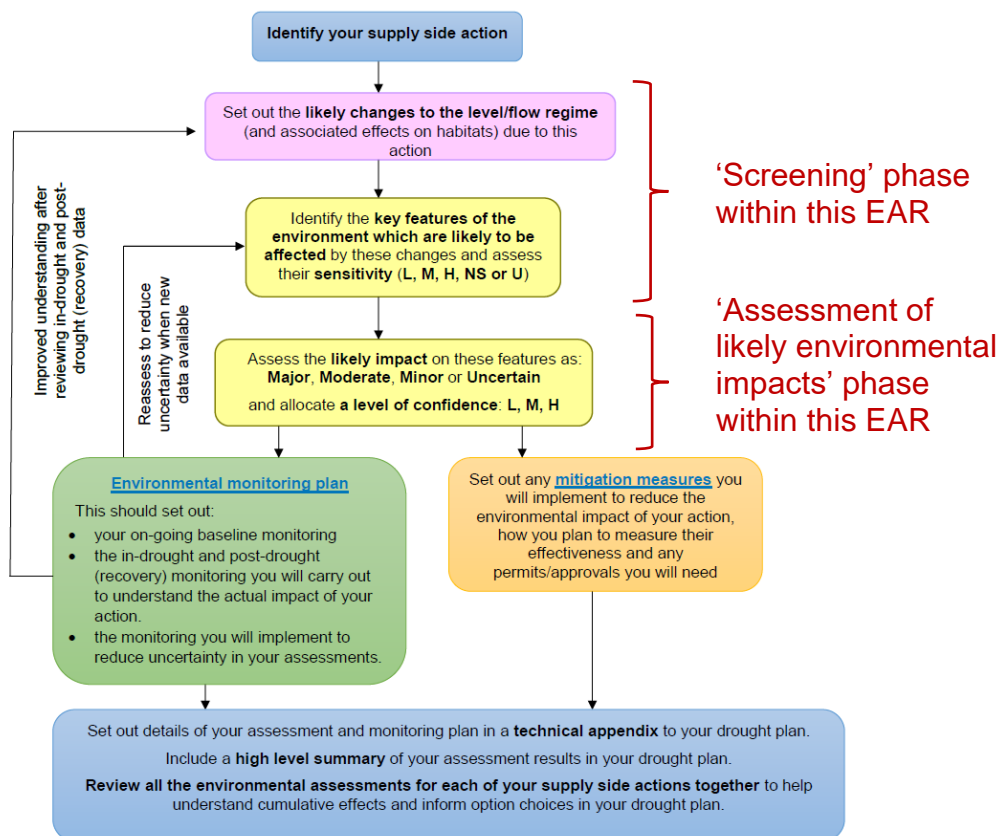 Identify your supply side action
Set out the likely changes to the level/flow regime
(and associated effects on habitats) due to this
action
‘Screening’ phase
within this EAR
Identify the key features of the
environment which are likely to be
affected by these changes and assess
their sensitivity (L, M, H, NS or U)
Improved understanding after
reviewing in-drought and post-
drought (recovery) data
Reassess to reduce
uncertainty when new
data available
‘Assessment of
likely environmental
impacts’ phase
within this EAR
Assess the likely impact on these features as:
Major, Moderate, Minor or Uncertain
and allocate a level of confidence: L, M, H
Environmental monitoring plan
This should set out:
• your on-going baseline monitoring
• the in-drought and post-drought
(recovery) monitoring you will carry out
to understand the actual impact of your
action.
• the monitoring you will implement to
reduce uncertainty in your assessments.
Set out any mitigation measures you
will implement to reduce the
environmental impact of your action,
how you plan to measure their
effectiveness and any
permits/approvals you will need
Set out details of your assessment and monitoring plan in a technical appendix to your drought plan.
Include a high level summary of your assessment results in your drought plan.
Review all the environmental assessments for each of your supply side actions together to help
understand cumulative effects and inform option choices in your drought plan.